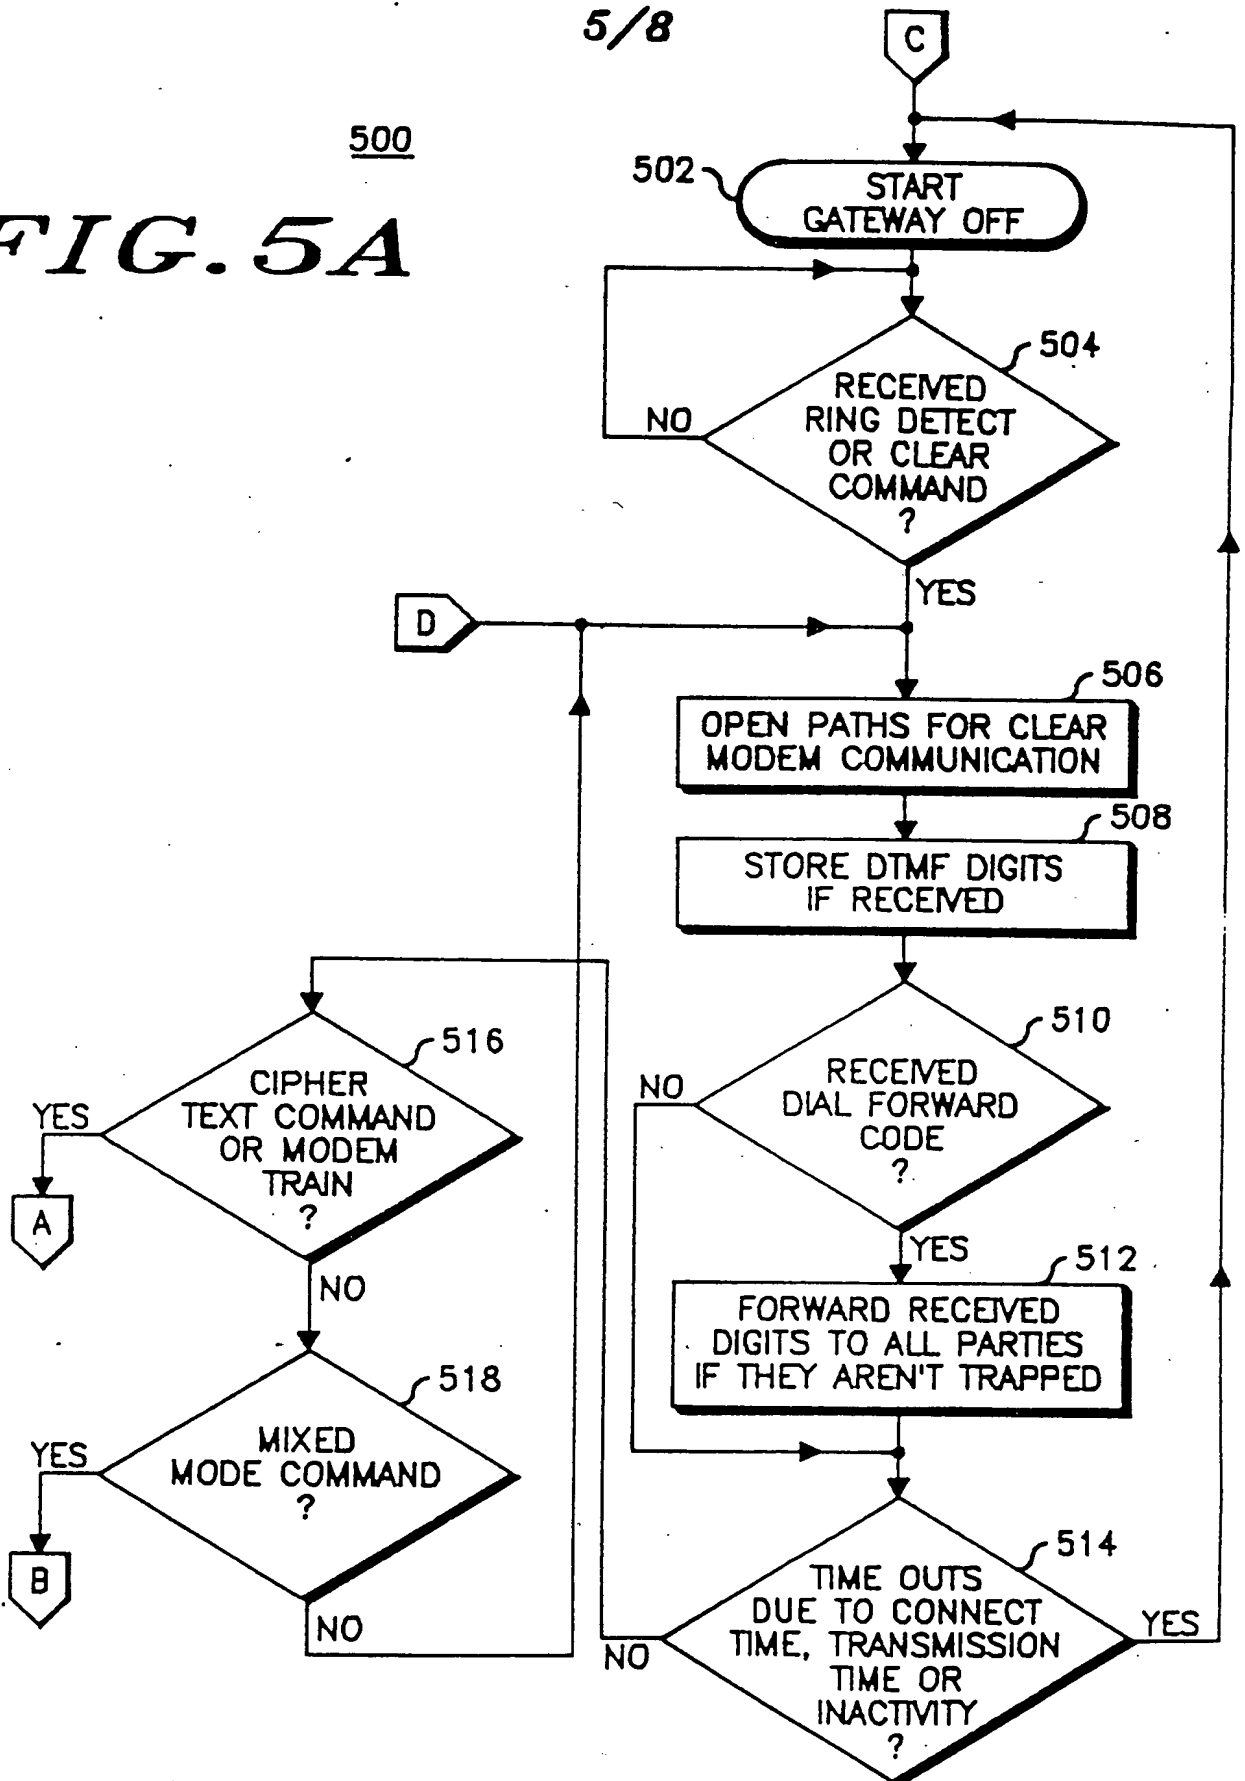 5/8
C
500
FIG. 5A
502
START
GATEWAY OFF
504
RECEIVED
RING DETECT
OR CLEAR
COMMAND
?
NO
YES
D
506
OPEN PATHS FOR CLEAR
MODEM COMMUNICATION
508
STORE DTMF DIGITS
IF RECEIVED
510
RECEIVED
DIAL FORWARD
CODE
?
NO
YES
512
FORWARD RECEIVED
DIGITS TO ALL PARTIES
IF THEY AREN'T TRAPPED
514
TIME OUTS
DUE TO CONNECT
TIME, TRANSMISSION
TIME OR
INACTIVITY
?
YES
NO
516
CIPHER
TEXT COMMAND
OR MODEM
TRAIN
?
YES
A
NO
518
MIXED
MODE COMMAND
?
YES
B
NO